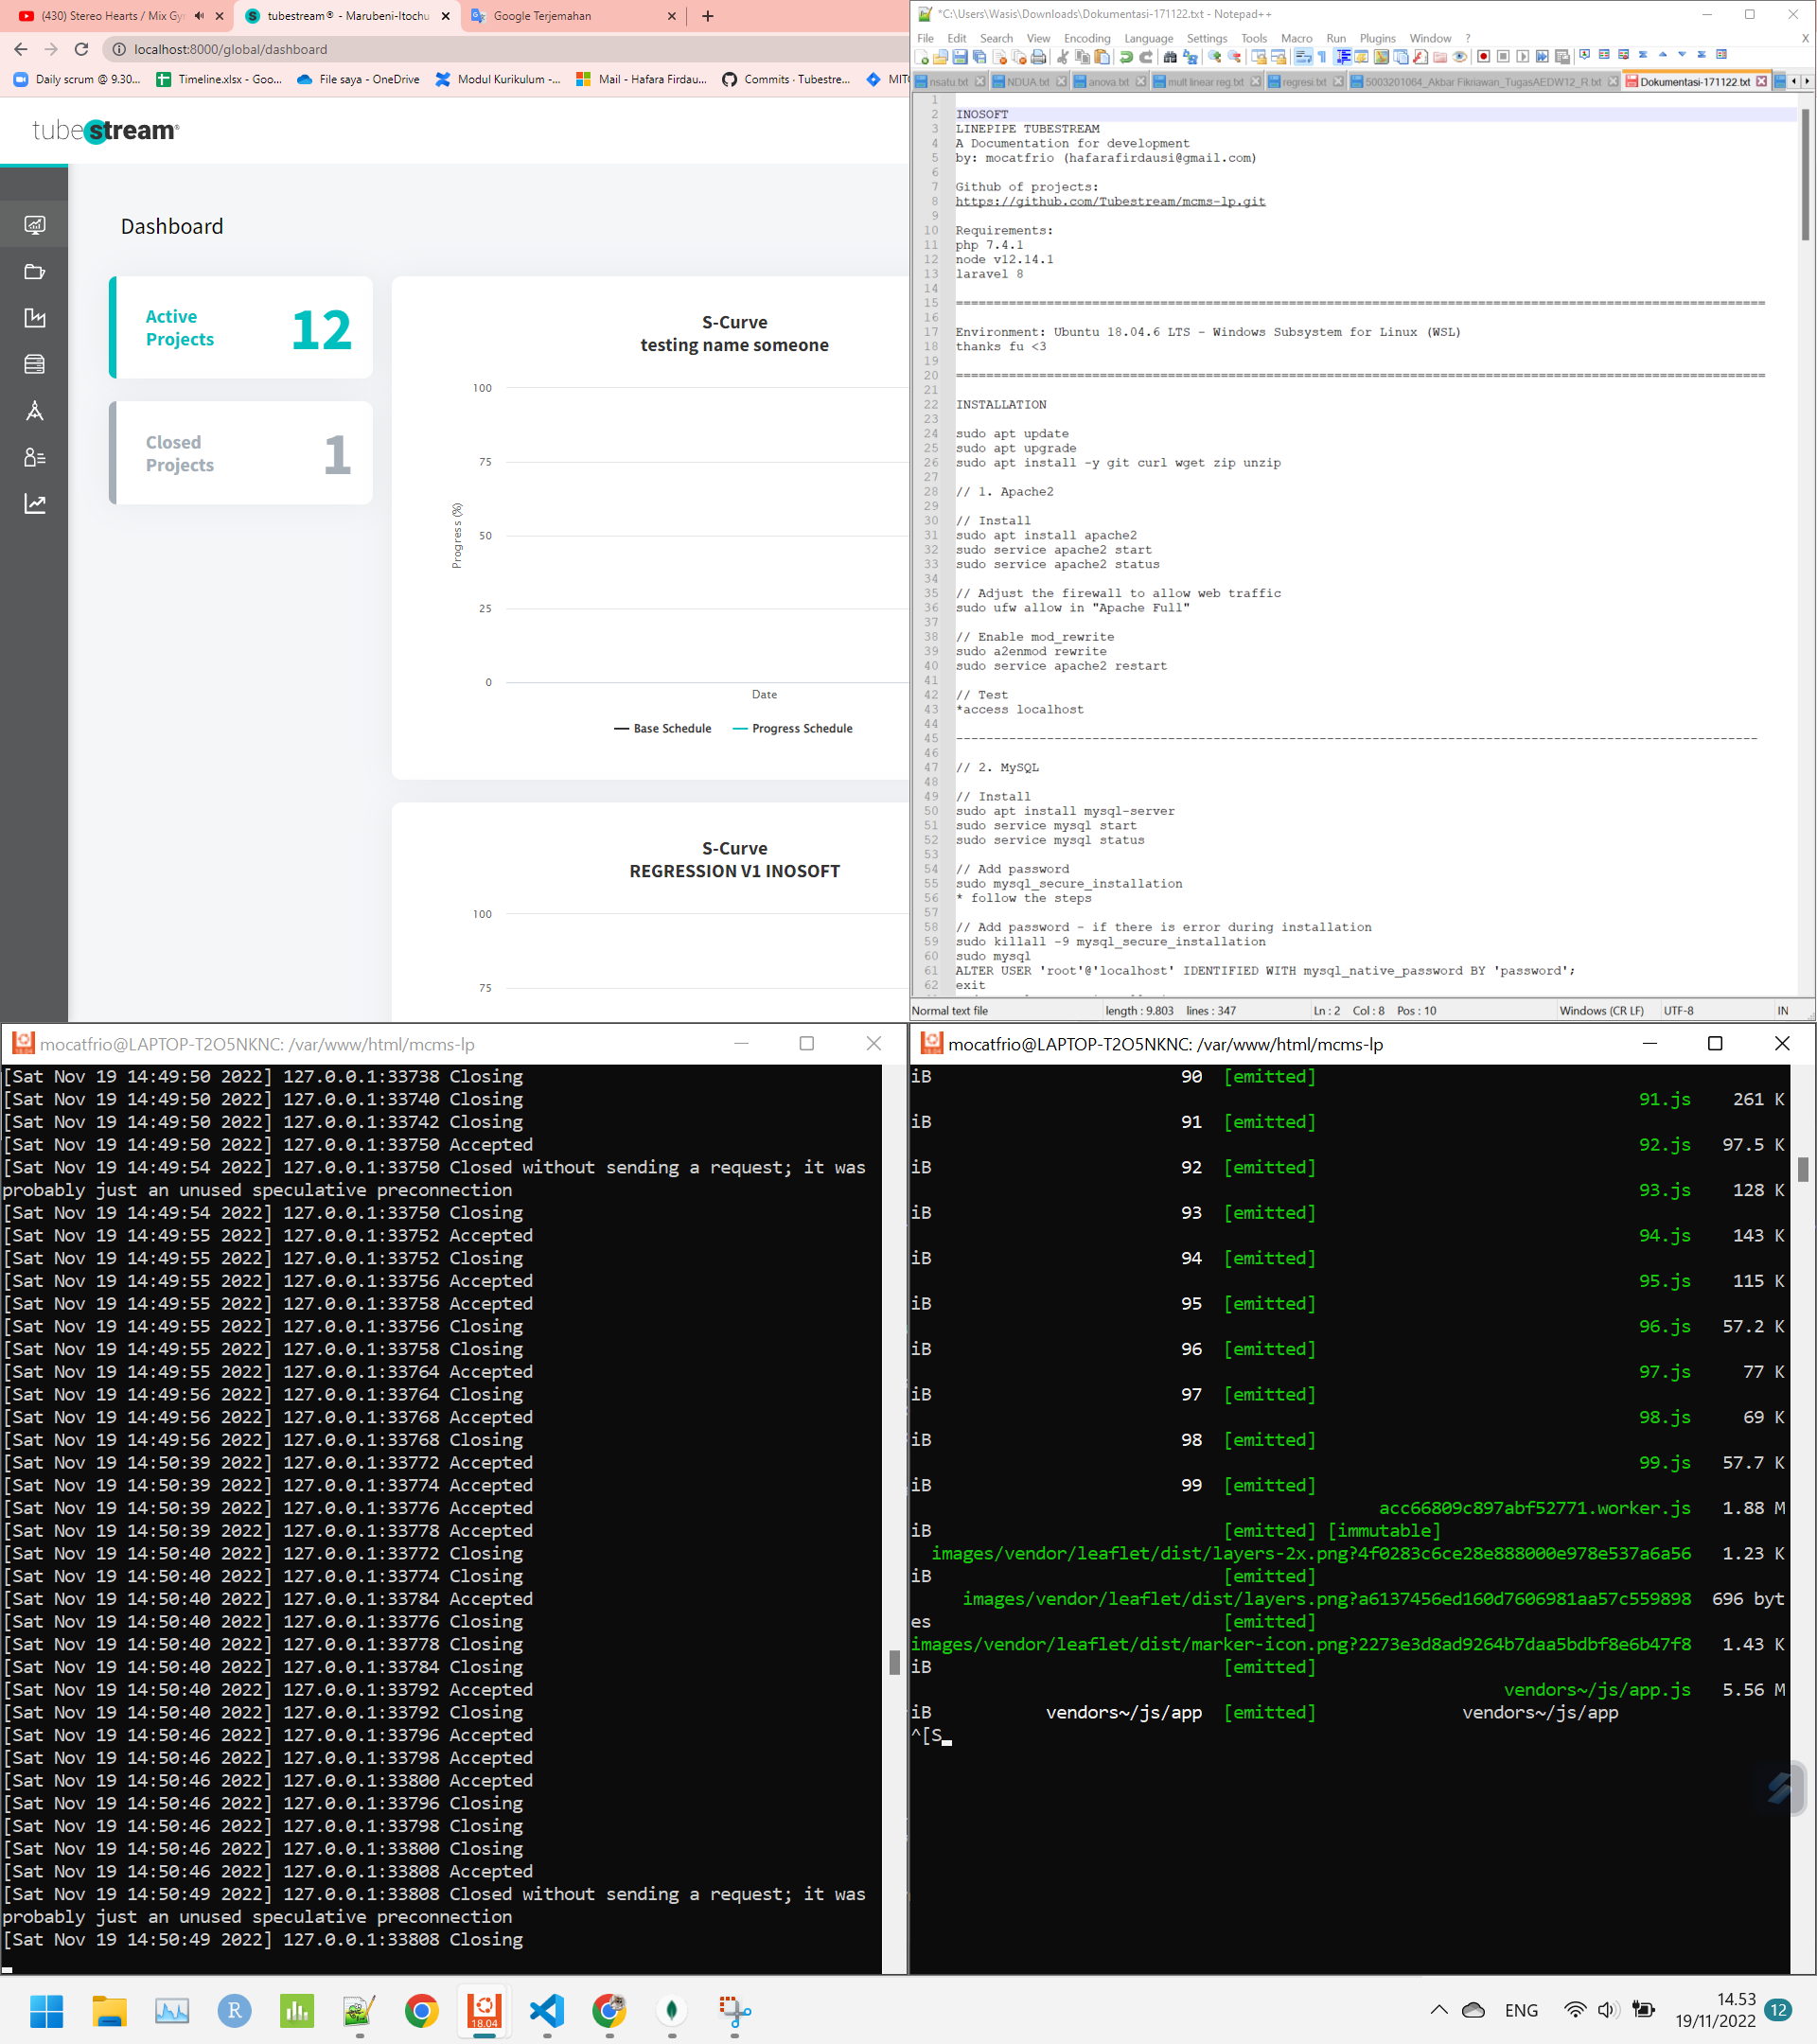 (430) Stereo Hearts / Mix Gy
tubestream® - Marubeni-Itochu
Google Terjemahan
localhost:8000/global/dashboard
Daily scrum @ 9.30...
Timeline.xlsx - Goo...
File saya - OneDrive
Modul Kurikulum -...
Mail - Hafara Firdau...
Commits · Tubestre...
tubestream®
Dashboard
Active
Projects
12
Closed
Projects
1
S-Curve
testing name someone
100
75
50
25
0
Progress (%)
Date
Base Schedule
Progress Schedule
S-Curve
REGRESSION V1 INOSOFT
100
75
*C:\Users\Wasis\Downloads\Dokumentasi-171122.txt - Notepad++
File Edit Search View Encoding Language Settings Tools Macro Run Plugins Window ?
X
nsatu.txt
NDUA.txt
anova.txt
mult linear reg.txt
regresi.txt
5003201064_Akbar Fikriawan_TugasAEDW12_R.txt
Dokumentasi-171122.txt
1
2 INOSOFT
3 LINEPIPE TUBESTREAM
4 A Documentation for development
5 by: mocatfrio (hafarafirdausi@gmail.com)
6
7 Github of projects:
8 https://github.com/Tubestream/mcms-lp.git
9
10 Requirements:
11 php 7.4.1
12 node v12.14.1
13 laravel 8
14
15 ===========================================================================================================
16
17 Environment: Ubuntu 18.04.6 LTS - Windows Subsystem for Linux (WSL)
18 thanks fu <3
19
20 ===========================================================================================================
21
22 INSTALLATION
23
24 sudo apt update
25 sudo apt upgrade
26 sudo apt install -y git curl wget zip unzip
27
28 // 1. Apache2
29
30 // Install
31 sudo apt install apache2
32 sudo service apache2 start
33 sudo service apache2 status
34
35 // Adjust the firewall to allow web traffic
36 sudo ufw allow in "Apache Full"
37
38 // Enable mod_rewrite
39 sudo a2enmod rewrite
40 sudo service apache2 restart
41
42 // Test
43 *access localhost
44
45 ----------------------------------------------------------------------------------------------------------
46
47 // 2. MySQL
48
49 // Install
50 sudo apt install mysql-server
51 sudo service mysql start
52 sudo service mysql status
53
54 // Add password
55 sudo mysql_secure_installation
56 * follow the steps
57
58 // Add password - if there is error during installation
59 sudo killall -9 mysql_secure_installation
60 sudo mysql
61 ALTER USER 'root'@'localhost' IDENTIFIED WITH mysql_native_password BY 'password';
62 exit
Normal text file length : 9.803 lines : 347 Ln : 2 Col : 8 Pos : 10 Windows (CR LF) UTF-8 IN
mocatfrio@LAPTOP-T2O5NKNC: /var/www/html/mcms-lp
[Sat Nov 19 14:49:50 2022] 127.0.0.1:33738 Closing
[Sat Nov 19 14:49:50 2022] 127.0.0.1:33740 Closing
[Sat Nov 19 14:49:50 2022] 127.0.0.1:33742 Closing
[Sat Nov 19 14:49:50 2022] 127.0.0.1:33750 Accepted
[Sat Nov 19 14:49:54 2022] 127.0.0.1:33750 Closed without sending a request; it was
probably just an unused speculative preconnection
[Sat Nov 19 14:49:54 2022] 127.0.0.1:33750 Closing
[Sat Nov 19 14:49:55 2022] 127.0.0.1:33752 Accepted
[Sat Nov 19 14:49:55 2022] 127.0.0.1:33752 Closing
[Sat Nov 19 14:49:55 2022] 127.0.0.1:33756 Accepted
[Sat Nov 19 14:49:55 2022] 127.0.0.1:33758 Accepted
[Sat Nov 19 14:49:55 2022] 127.0.0.1:33756 Closing
[Sat Nov 19 14:49:55 2022] 127.0.0.1:33758 Closing
[Sat Nov 19 14:49:55 2022] 127.0.0.1:33764 Accepted
[Sat Nov 19 14:49:56 2022] 127.0.0.1:33764 Closing
[Sat Nov 19 14:49:56 2022] 127.0.0.1:33768 Accepted
[Sat Nov 19 14:49:56 2022] 127.0.0.1:33768 Closing
[Sat Nov 19 14:50:39 2022] 127.0.0.1:33772 Accepted
[Sat Nov 19 14:50:39 2022] 127.0.0.1:33774 Accepted
[Sat Nov 19 14:50:39 2022] 127.0.0.1:33776 Accepted
[Sat Nov 19 14:50:39 2022] 127.0.0.1:33778 Accepted
[Sat Nov 19 14:50:40 2022] 127.0.0.1:33772 Closing
[Sat Nov 19 14:50:40 2022] 127.0.0.1:33774 Closing
[Sat Nov 19 14:50:40 2022] 127.0.0.1:33784 Accepted
[Sat Nov 19 14:50:40 2022] 127.0.0.1:33776 Closing
[Sat Nov 19 14:50:40 2022] 127.0.0.1:33778 Closing
[Sat Nov 19 14:50:40 2022] 127.0.0.1:33784 Closing
[Sat Nov 19 14:50:40 2022] 127.0.0.1:33792 Accepted
[Sat Nov 19 14:50:40 2022] 127.0.0.1:33792 Closing
[Sat Nov 19 14:50:46 2022] 127.0.0.1:33796 Accepted
[Sat Nov 19 14:50:46 2022] 127.0.0.1:33798 Accepted
[Sat Nov 19 14:50:46 2022] 127.0.0.1:33800 Accepted
[Sat Nov 19 14:50:46 2022] 127.0.0.1:33796 Closing
[Sat Nov 19 14:50:46 2022] 127.0.0.1:33798 Closing
[Sat Nov 19 14:50:46 2022] 127.0.0.1:33800 Closing
[Sat Nov 19 14:50:46 2022] 127.0.0.1:33808 Accepted
[Sat Nov 19 14:50:49 2022] 127.0.0.1:33808 Closed without sending a request; it was
probably just an unused speculative preconnection
[Sat Nov 19 14:50:49 2022] 127.0.0.1:33808 Closing
mocatfrio@LAPTOP-T2O5NKNC: /var/www/html/mcms-lp
iB 90 [emitted]
91.js 261 K
iB 91 [emitted]
92.js 97.5 K
iB 92 [emitted]
93.js 128 K
iB 93 [emitted]
94.js 143 K
iB 94 [emitted]
95.js 115 K
iB 95 [emitted]
96.js 57.2 K
iB 96 [emitted]
97.js 77 K
iB 97 [emitted]
98.js 69 K
iB 98 [emitted]
99.js 57.7 K
iB 99 [emitted]
acc66809c897abf52771.worker.js 1.88 M
iB [emitted] [immutable]
images/vendor/leaflet/dist/layers-2x.png?4f0283c6ce28e888000e978e537a6a56 1.23 K
iB [emitted]
images/vendor/leaflet/dist/layers.png?a6137456ed160d7606981aa57c559898 696 byt
es [emitted]
images/vendor/leaflet/dist/marker-icon.png?2273e3d8ad9264b7daa5bdbf8e6b47f8 1.43 K
iB [emitted]
vendors~/js/app.js 5.56 M
iB vendors~/js/app [emitted] vendors~/js/app
^[S
R
18.04
ENG
14.53
19/11/2022
12